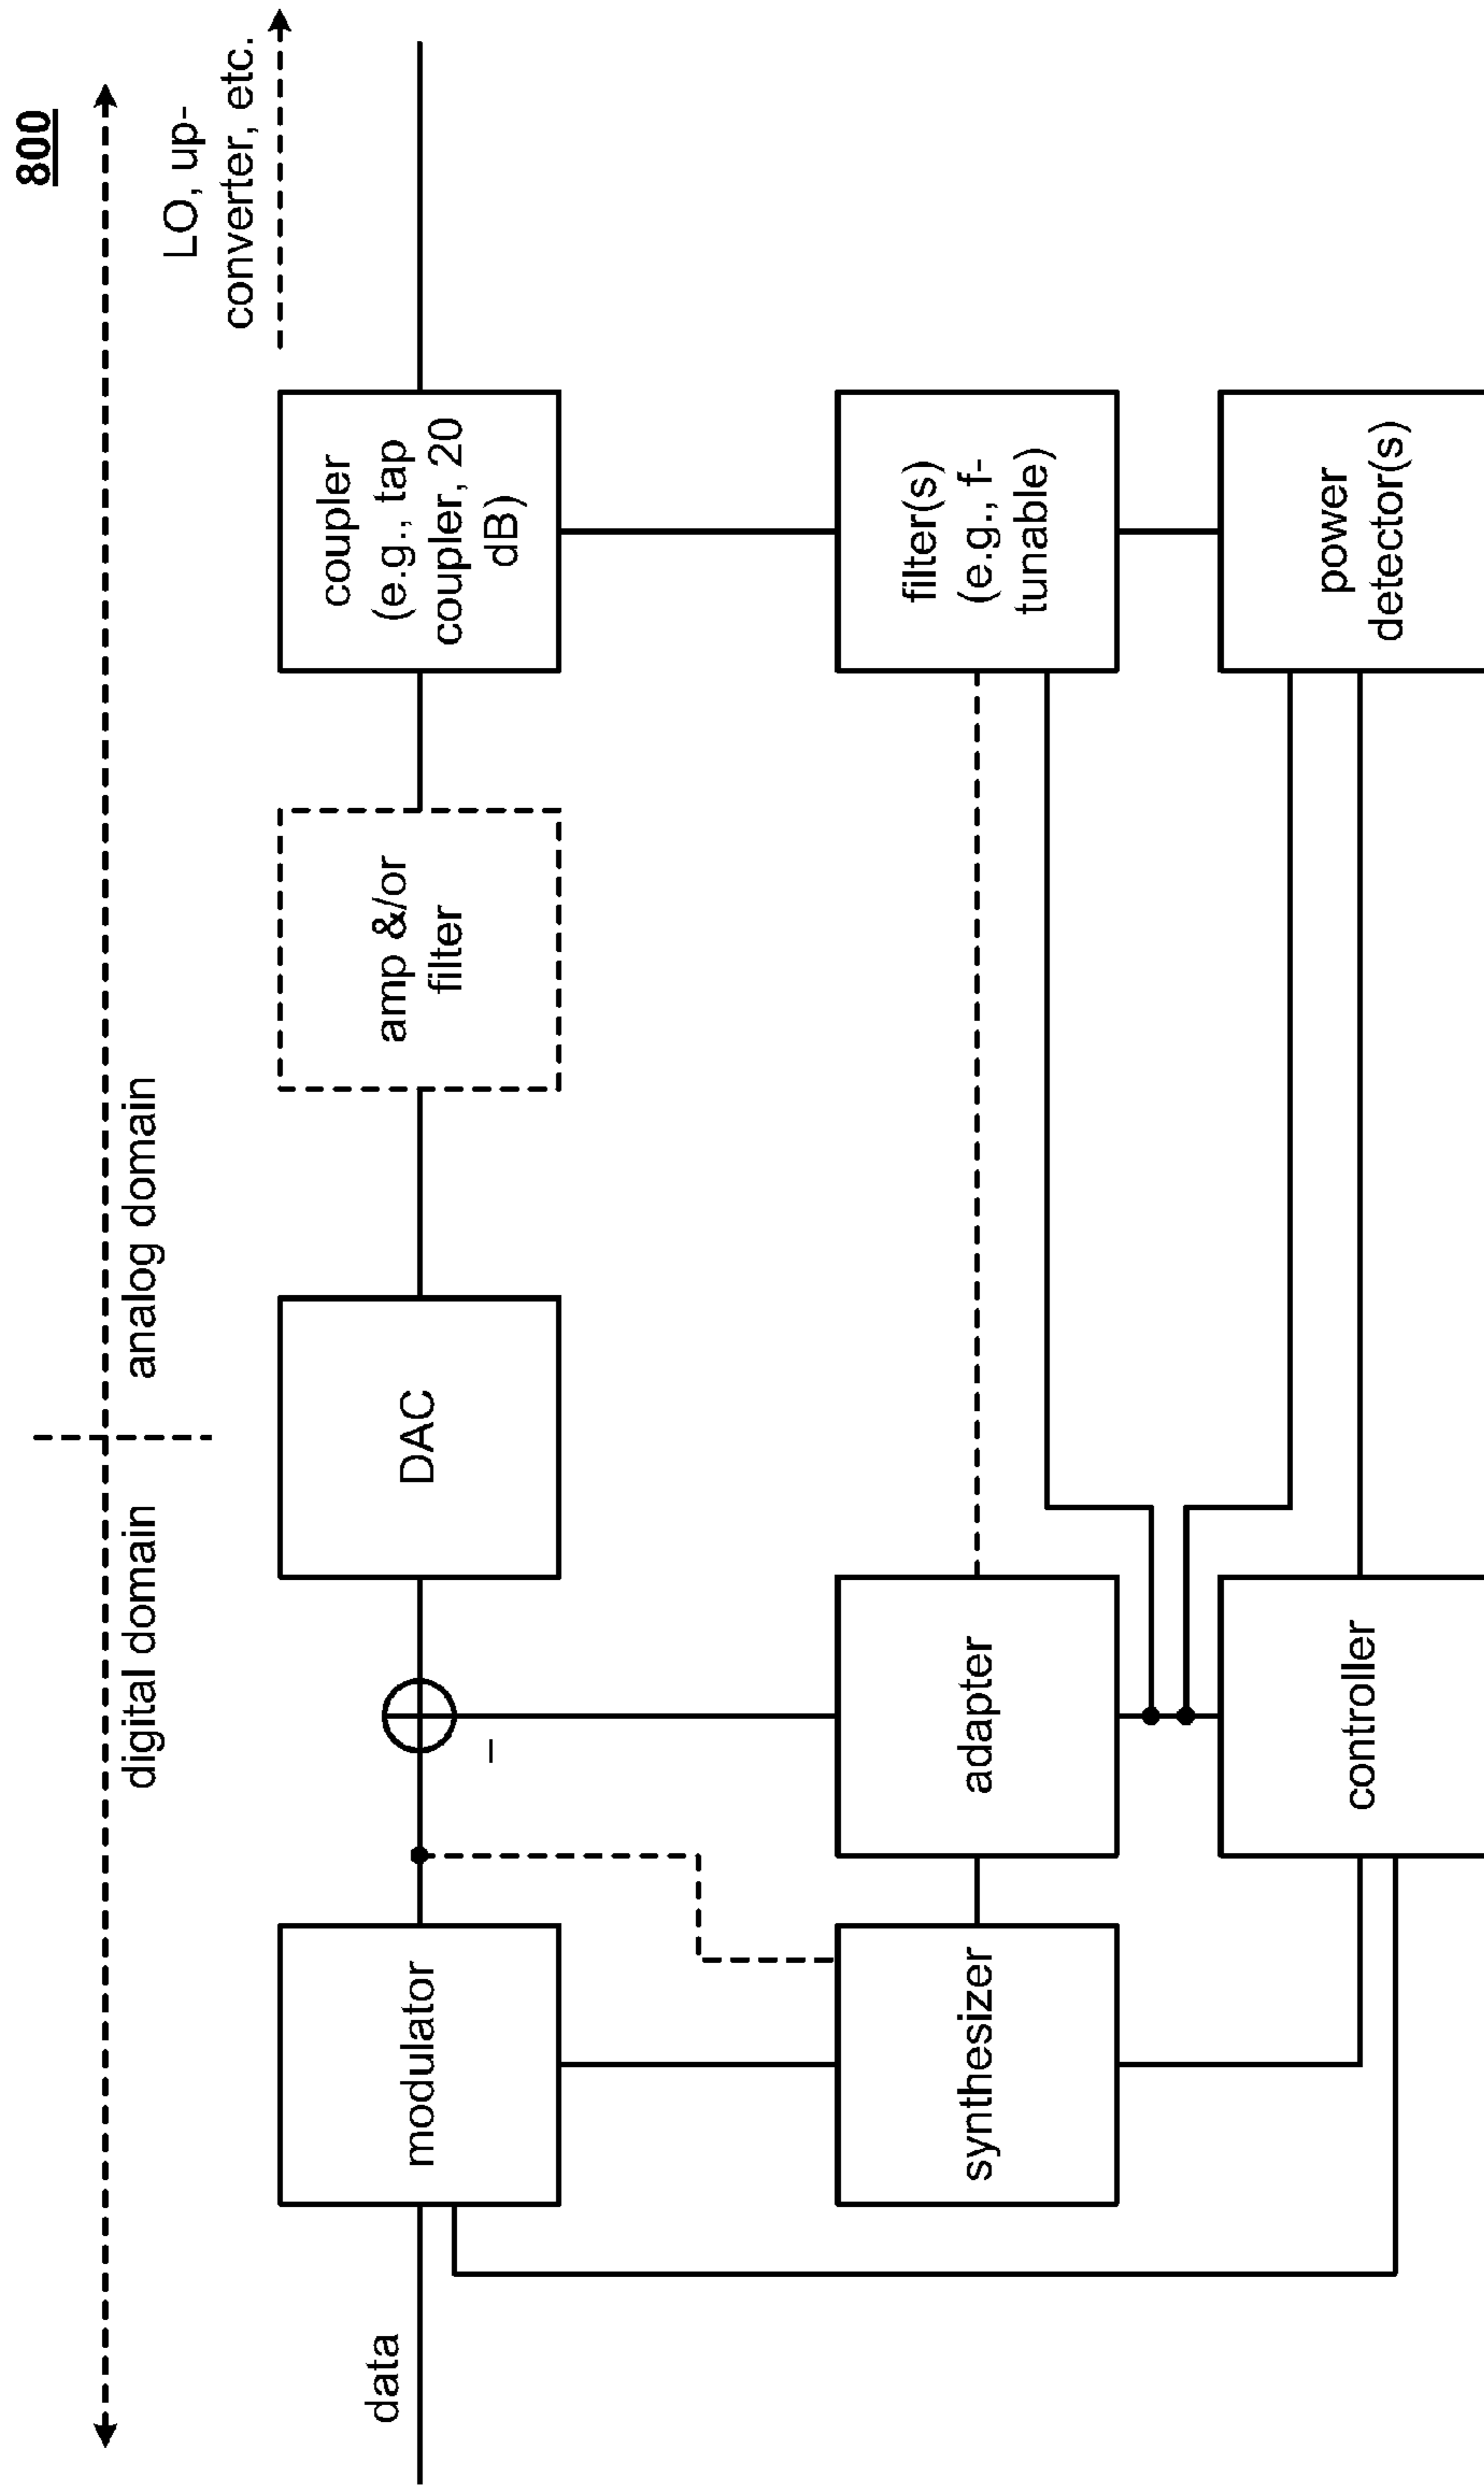 800
digital domain
analog domain
LO, up-
converter, etc.
data
modulator
–
DAC
amp &/or
filter
coupler
(e.g., tap
coupler, 20
dB)
synthesizer
adapter
filter(s)
(e.g., f-
tunable)
controller
power
detector(s)